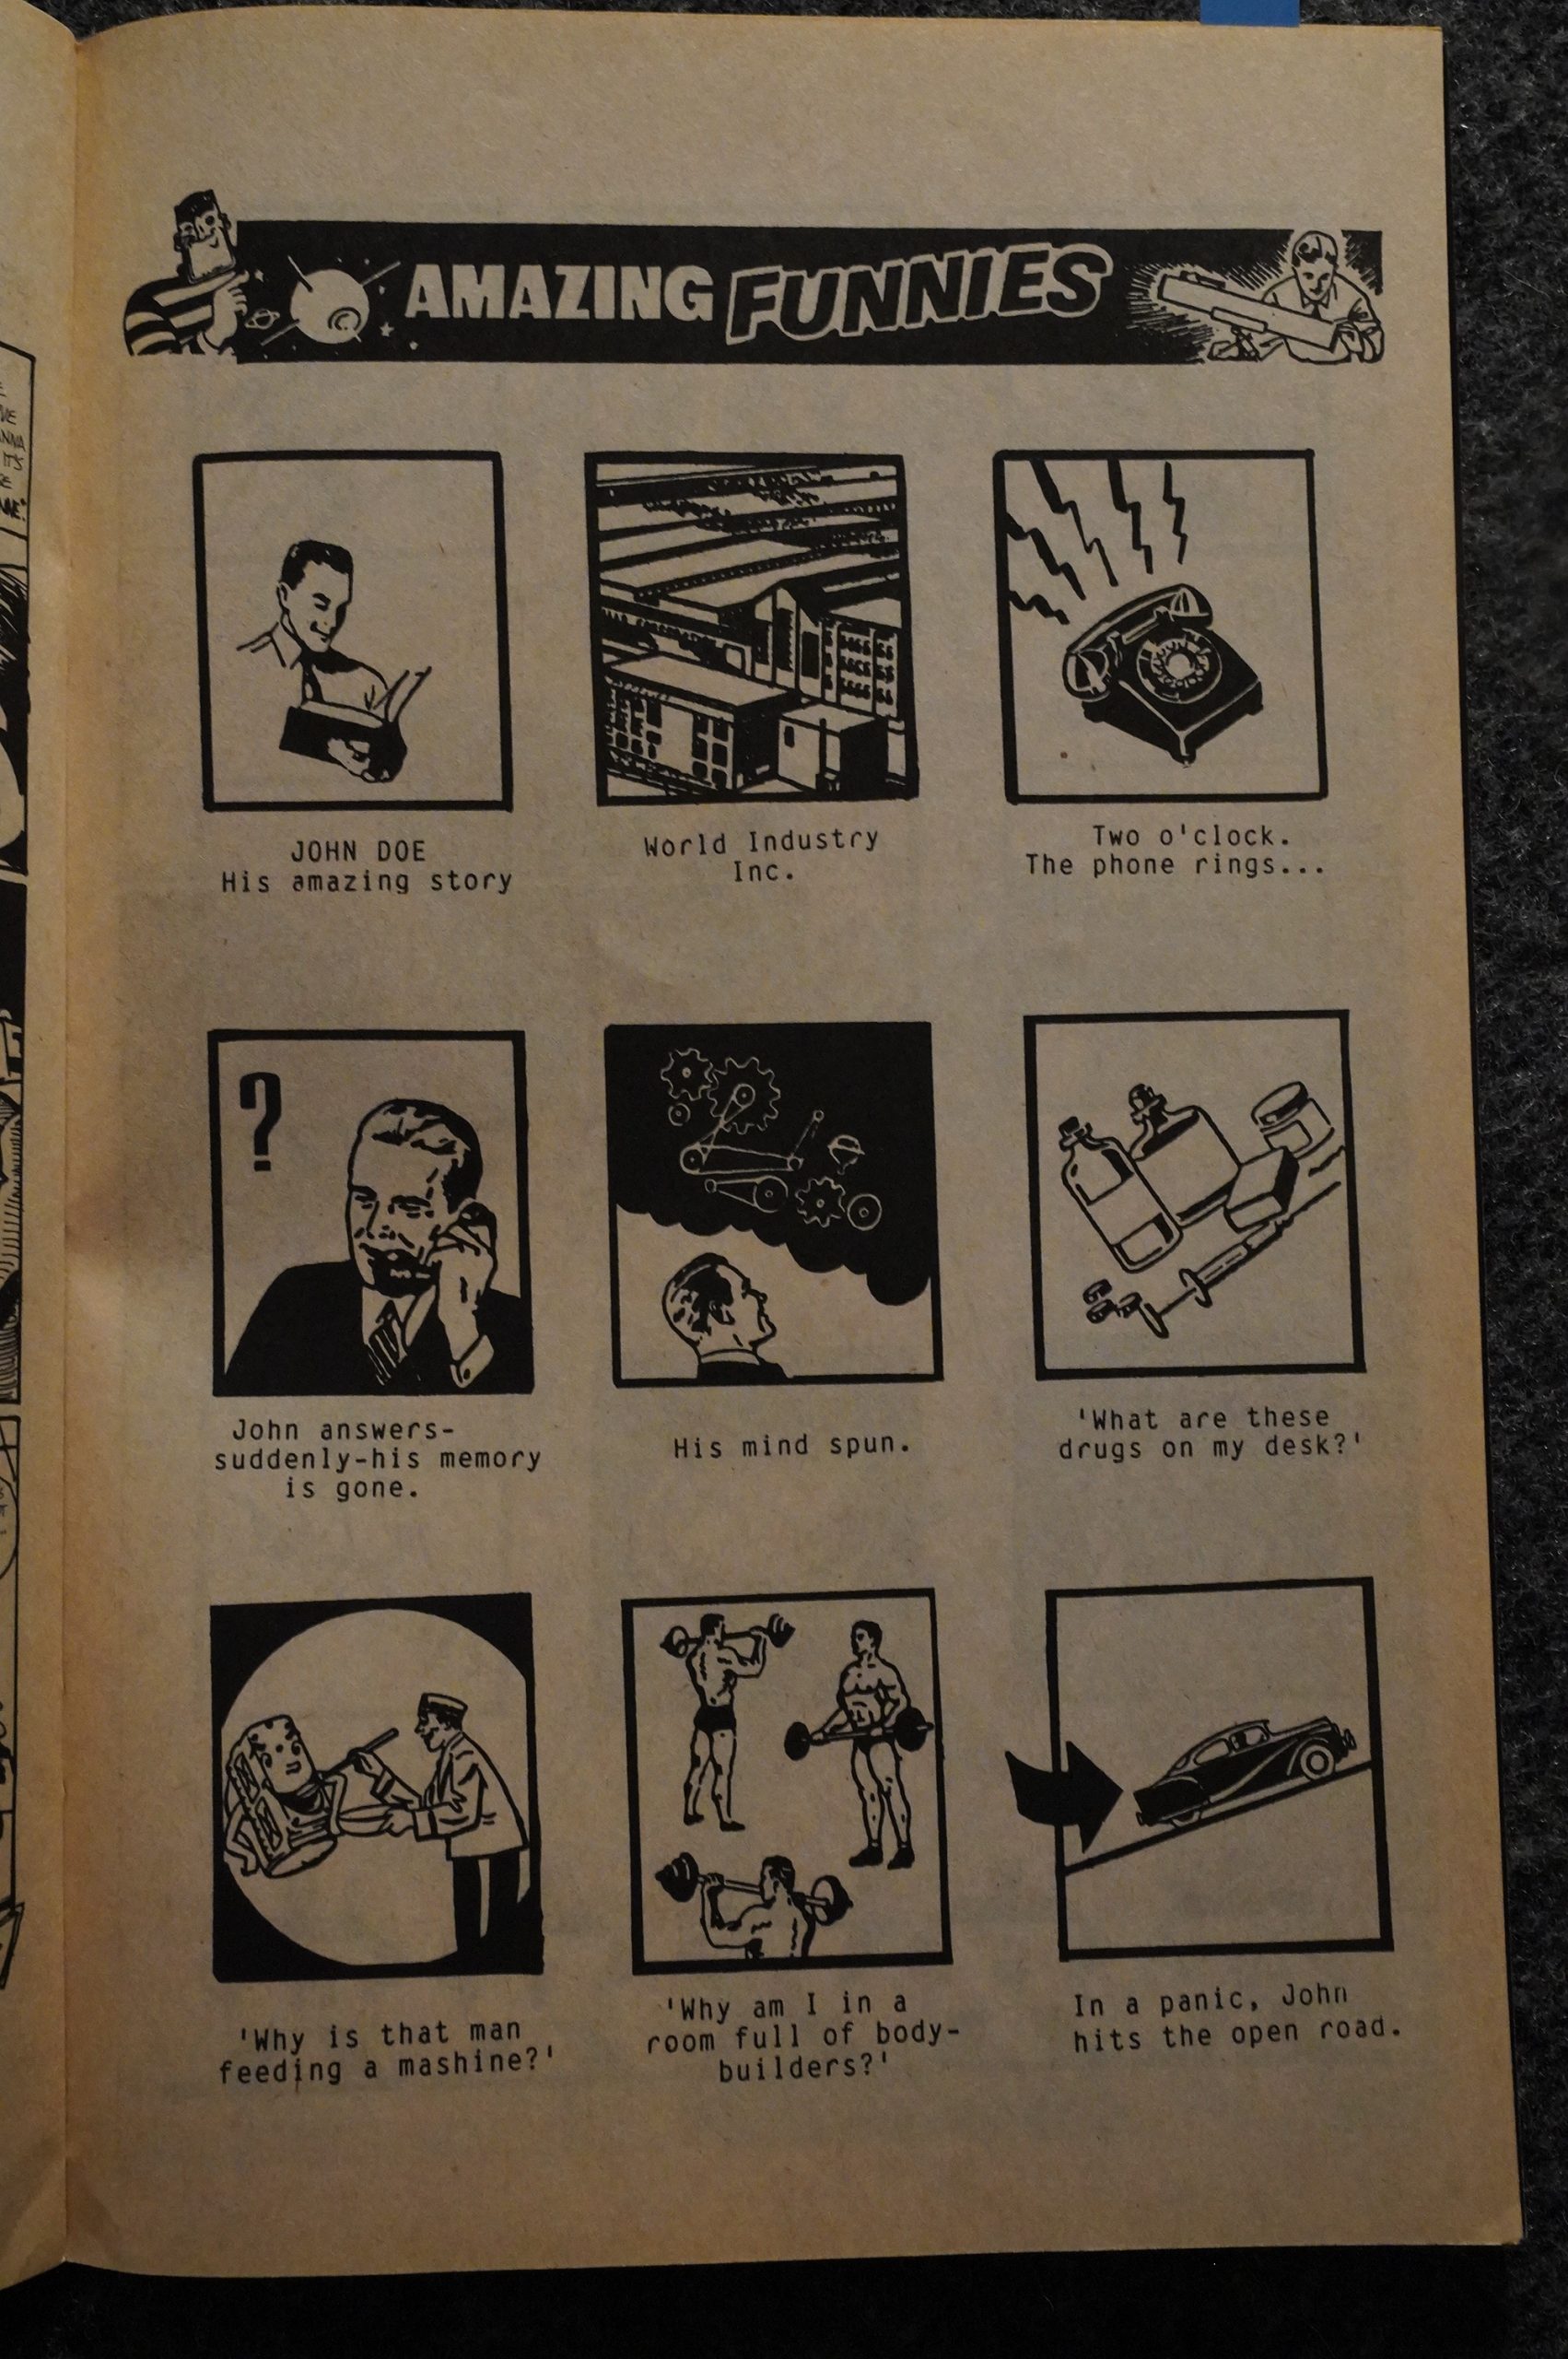 AMAZING FUNNIES
JOHN DOE
His amazing story
World Industry
Inc.
Two o'clock.
The phone rings...
?
John answers-
suddenly-his memory
is gone.
His mind spun.
'What are these
drugs on my desk?'
'Why is that man
feeding a mashine?'
'Why am I in a
room full of body-
builders?'
In a panic, John
hits the open road.